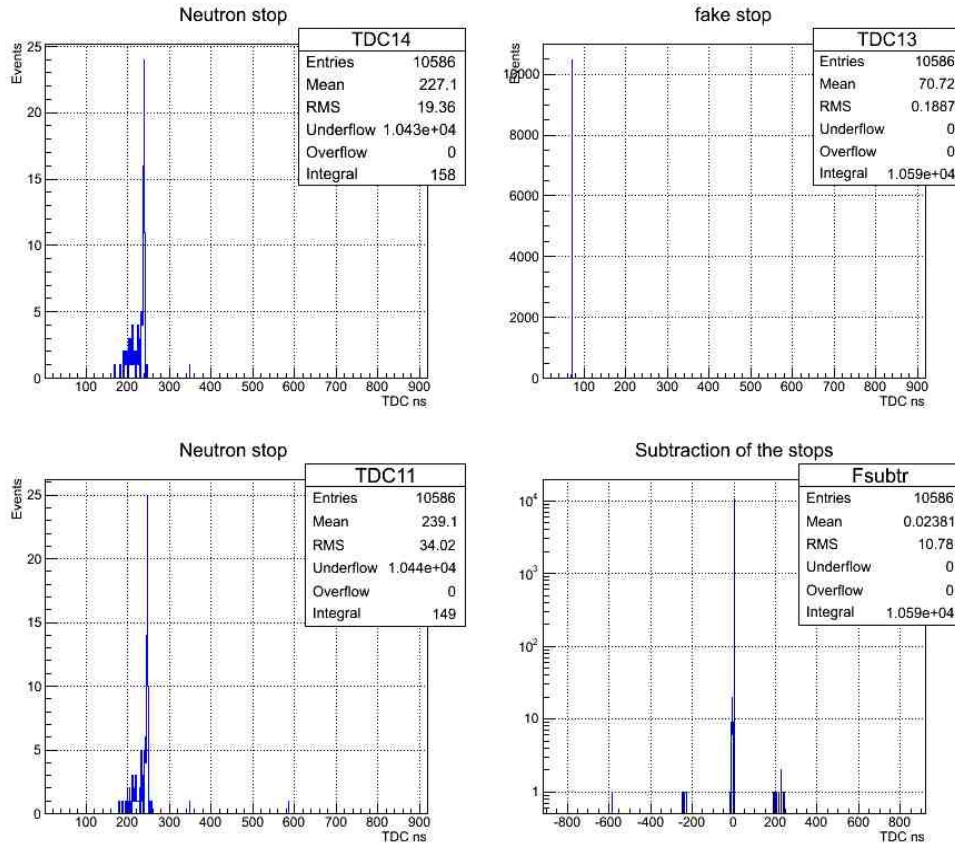 Neutron stop
TDC14
Entries 10586
Mean 227.1
RMS 19.36
Underflow 1.043e+04
Overflow 0
Integral 158
Events
25
20
15
10
5
0
100 200 300 400 500 600 700 800 900
TDC ns
fake stop
TDC13
Entries 10586
Mean 70.72
RMS 0.1887
Underflow 0
Overflow 0
Integral 1.059e+04
Events
10000
8000
6000
4000
2000
0
100 200 300 400 500 600 700 800 900
TDC ns
Neutron stop
TDC11
Entries 10586
Mean 239.1
RMS 34.02
Underflow 1.044e+04
Overflow 0
Integral 149
Events
25
20
15
10
5
0
100 200 300 400 500 600 700 800 900
TDC ns
Subtraction of the stops
Fsubtr
Entries 10586
Mean 0.02381
RMS 10.78
Underflow 0
Overflow 0
Integral 1.059e+04
10⁴
10³
10²
10
1
-800 -600 -400 -200 0 200 400 600 800
TDC ns